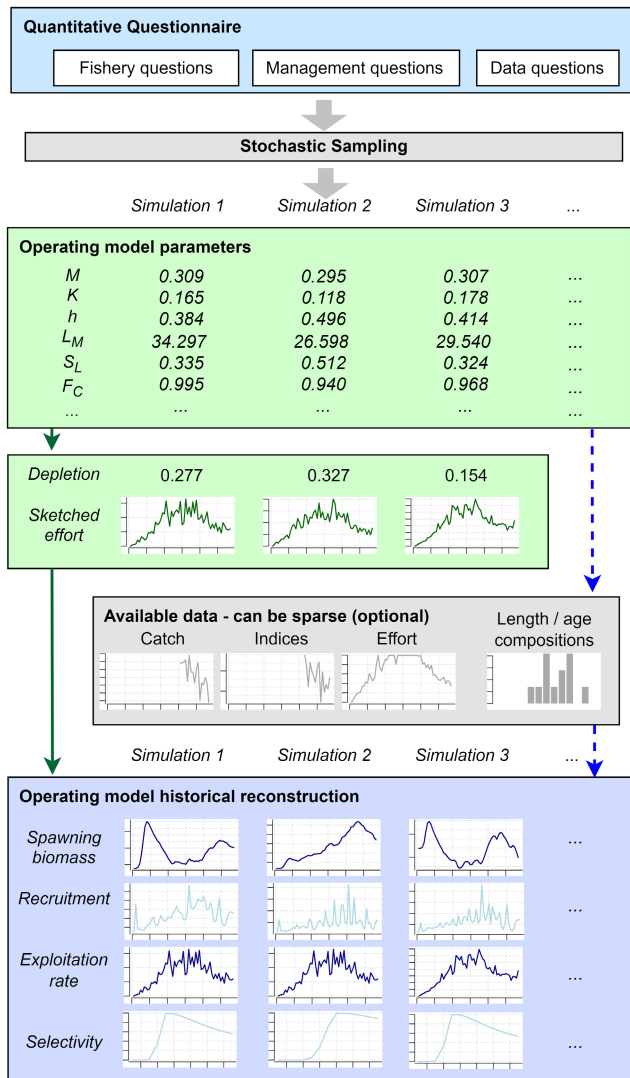 Quantitative Questionnaire
Fishery questions Management questions Data questions
Stochastic Sampling
Simulation 1 Simulation 2 Simulation 3 ...
Operating model parameters
M 0.309 0.295 0.307 ...
K 0.165 0.118 0.178 ...
h 0.384 0.496 0.414 ...
L_M 34.297 26.598 29.540 ...
S_L 0.335 0.512 0.324 ...
F_C 0.995 0.940 0.968 ...
... ... ... ... ...
Depletion 0.277 0.327 0.154
Sketched
effort
Available data - can be sparse (optional)
Length / age
compositions
Catch Indices Effort
Simulation 1 Simulation 2 Simulation 3 ...
Operating model historical reconstruction
Spawning
biomass ...
Recruitment ...
Exploitation
rate ...
Selectivity ...